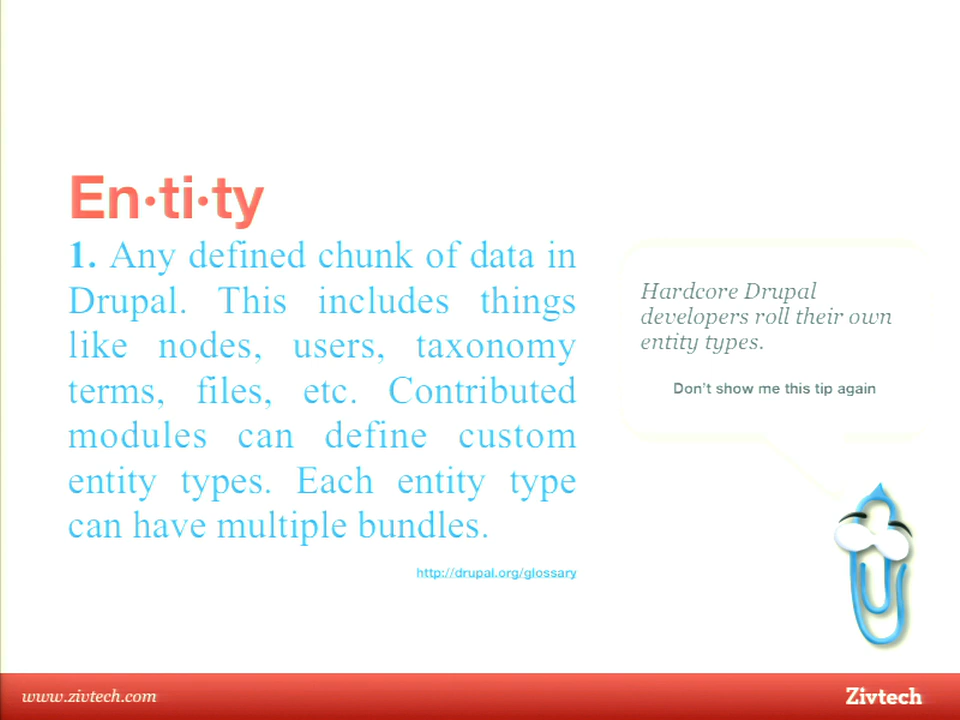 En·ti·ty
1. Any defined chunk of data in
Drupal. This includes things
like nodes, users, taxonomy
terms, files, etc. Contributed
modules can define custom
entity types. Each entity type
can have multiple bundles.
http://drupal.org/glossary
Hardcore Drupal
developers roll their own
entity types.
Don't show me this tip again
www.zivtech.com
Zivtech